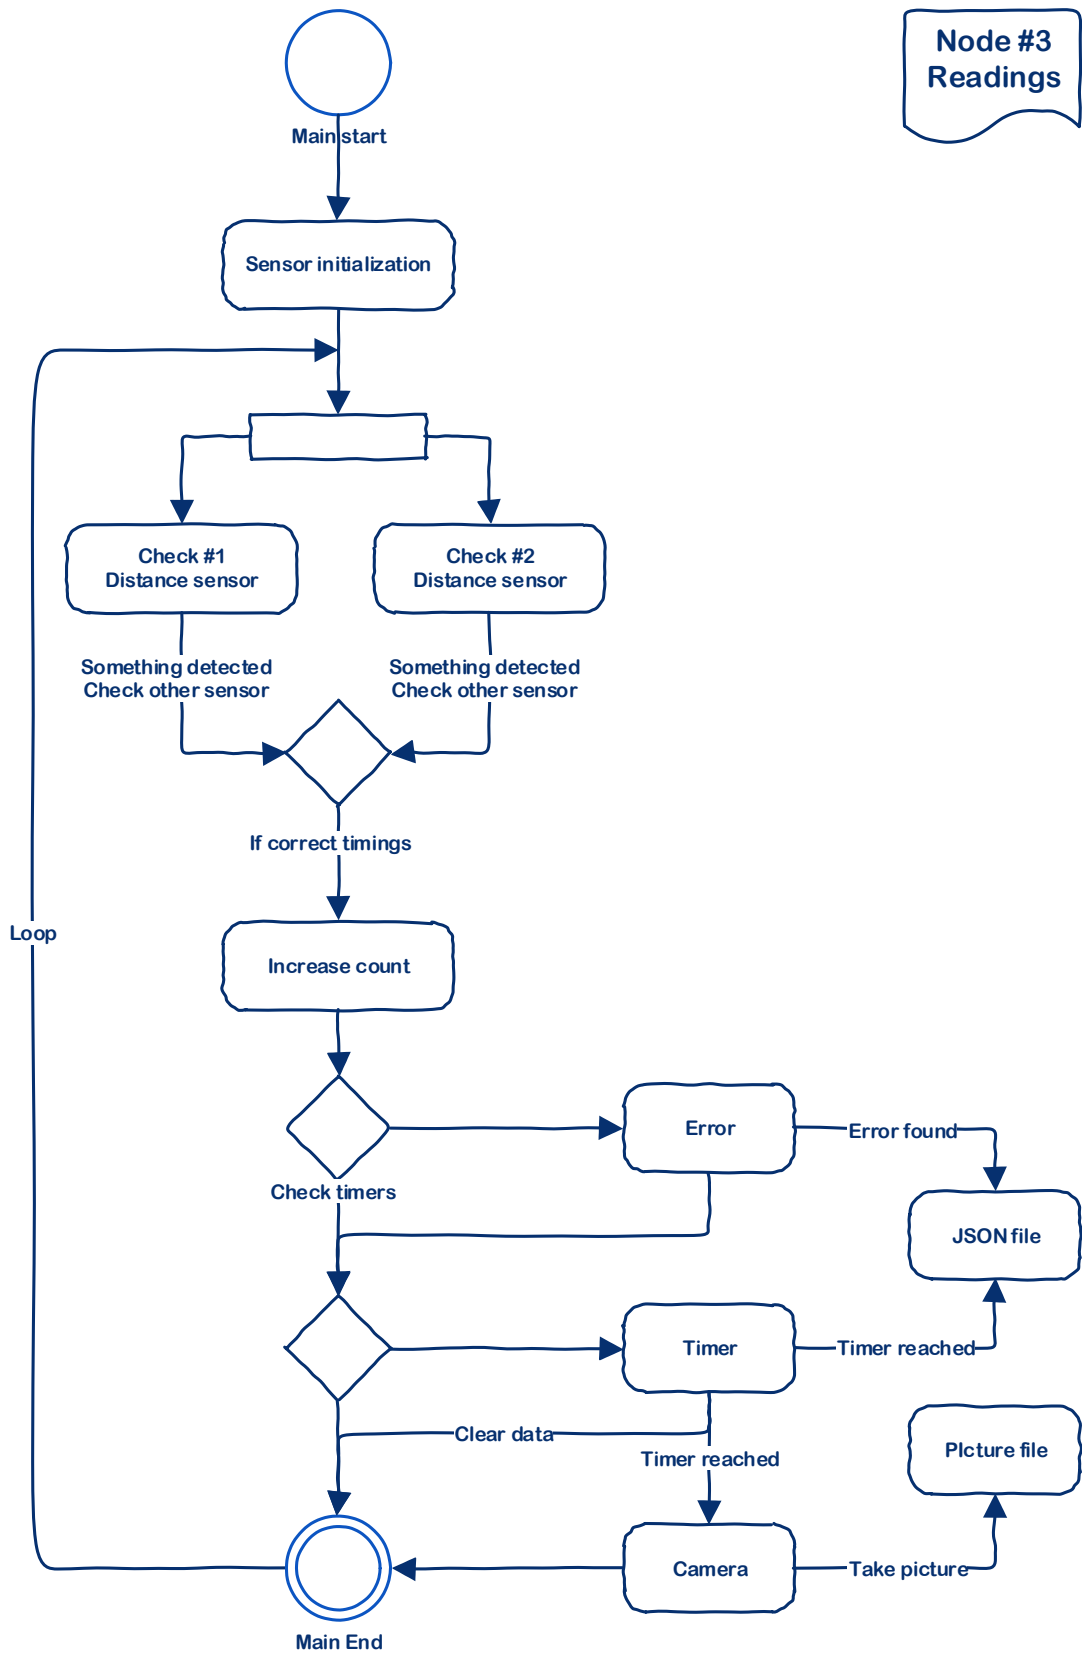 Node #3
Readings
Main start
Sensor initialization
Check #1
Distance sensor
Check #2
Distance sensor
Something detected
Check other sensor
Something detected
Check other sensor
If correct timings
Loop
Increase count
Error
Error found
Check timers
JSON file
Timer
Timer reached
Clear data
Timer reached
PIcture file
Camera
Take picture
Main End